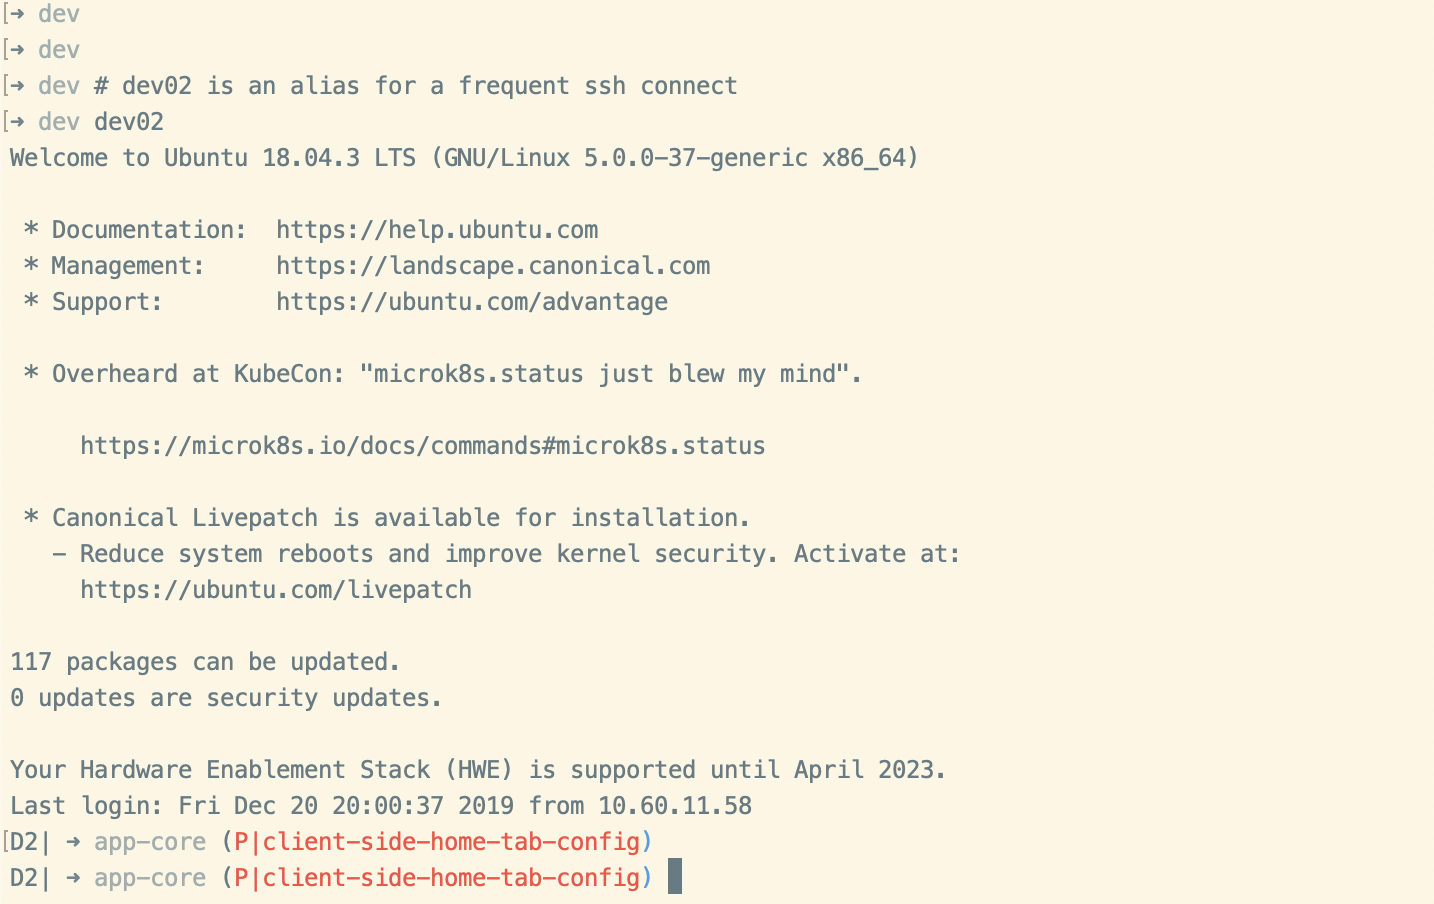 [→ dev
[→ dev
[→ dev # dev02 is an alias for a frequent ssh connect
[→ dev dev02
Welcome to Ubuntu 18.04.3 LTS (GNU/Linux 5.0.0-37-generic x86_64)
* Documentation: https://help.ubuntu.com
* Management: https://landscape.canonical.com
* Support: https://ubuntu.com/advantage
* Overheard at KubeCon: "microk8s.status just blew my mind".
https://microk8s.io/docs/commands#microk8s.status
* Canonical Livepatch is available for installation.
- Reduce system reboots and improve kernel security. Activate at:
https://ubuntu.com/livepatch
117 packages can be updated.
0 updates are security updates.
Your Hardware Enablement Stack (HWE) is supported until April 2023.
Last login: Fri Dec 20 20:00:37 2019 from 10.60.11.58
[D2| → app-core (P|client-side-home-tab-config)
D2| → app-core (P|client-side-home-tab-config)